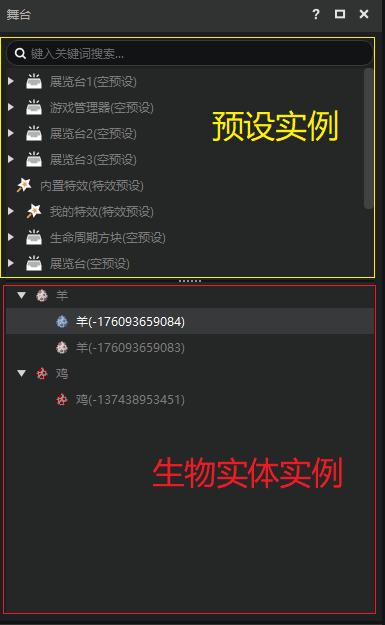 舞台
键入关键词搜索...
展览台1(空预设)
游戏管理器(空预设)
展览台2(空预设)
展览台3(空预设)
内置特效(特效预设)
我的特效(特效预设)
生命周期方块(空预设)
展览台(空预设)
预设实例
羊
羊(-176093659084)
羊(-176093659083)
鸡
鸡(-137438953451)
生物实体实例